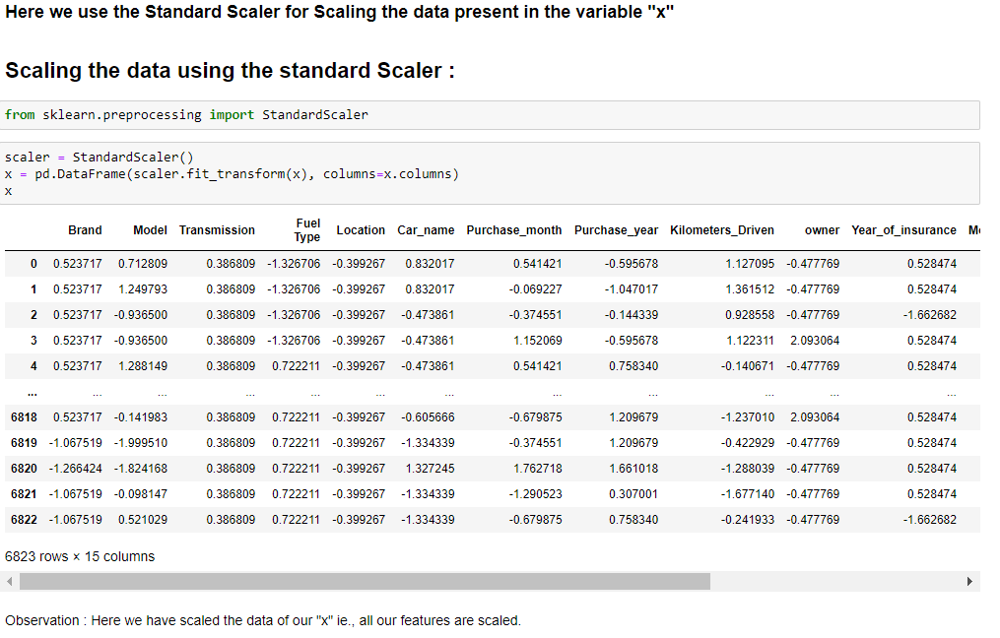 Here we use the Standard Scaler for Scaling the data present in the variable "x"
Scaling the data using the standard Scaler :
from sklearn.preprocessing import StandardScaler
scaler = StandardScaler()
x = pd.DataFrame(scaler.fit_transform(x), columns=x.columns)
x
Brand Model Transmission Fuel Type Location Car_name Purchase_month Purchase_year Kilometers_Driven owner Year_of_insurance
0 0.523717 0.712809 0.386809 -1.326706 -0.399267 0.832017 0.541421 -0.595678 1.127095 -0.477769 0.528474
1 0.523717 1.249793 0.386809 -1.326706 -0.399267 0.832017 -0.069227 -1.047017 1.361512 -0.477769 0.528474
2 0.523717 -0.936500 0.386809 -1.326706 -0.399267 -0.473861 -0.374551 -0.144339 0.928558 -0.477769 -1.662682
3 0.523717 -0.936500 0.386809 -1.326706 -0.399267 -0.473861 1.152069 -0.595678 1.122311 2.093064 0.528474
4 0.523717 1.288149 0.386809 0.722211 -0.399267 -0.473861 0.541421 0.758340 -0.140671 -0.477769 0.528474
... ... ... ... ... ... ... ... ... ... ... ...
6818 0.523717 -0.141983 0.386809 0.722211 -0.399267 -0.605666 -0.679875 1.209679 -1.237010 2.093064 0.528474
6819 -1.067519 -1.999510 0.386809 0.722211 -0.399267 -1.334339 -0.374551 1.209679 -0.422929 -0.477769 0.528474
6820 -1.266424 -1.824168 0.386809 0.722211 -0.399267 1.327245 1.762718 1.661018 -1.288039 -0.477769 0.528474
6821 -1.067519 -0.098147 0.386809 0.722211 -0.399267 -1.334339 -1.290523 0.307001 -1.677140 -0.477769 0.528474
6822 -1.067519 0.521029 0.386809 0.722211 -0.399267 -1.334339 -0.679875 0.758340 -0.241933 -0.477769 -1.662682
6823 rows × 15 columns
Observation : Here we have scaled the data of our "x" ie., all our features are scaled.